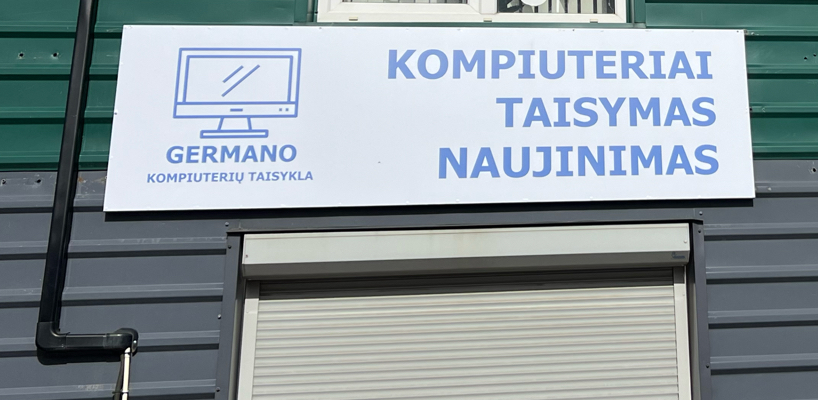 GERMANO
KOMPIUTERIŲ TAISYKLA
KOMPIUTERIAI
TAISYMAS
NAUJINIMAS